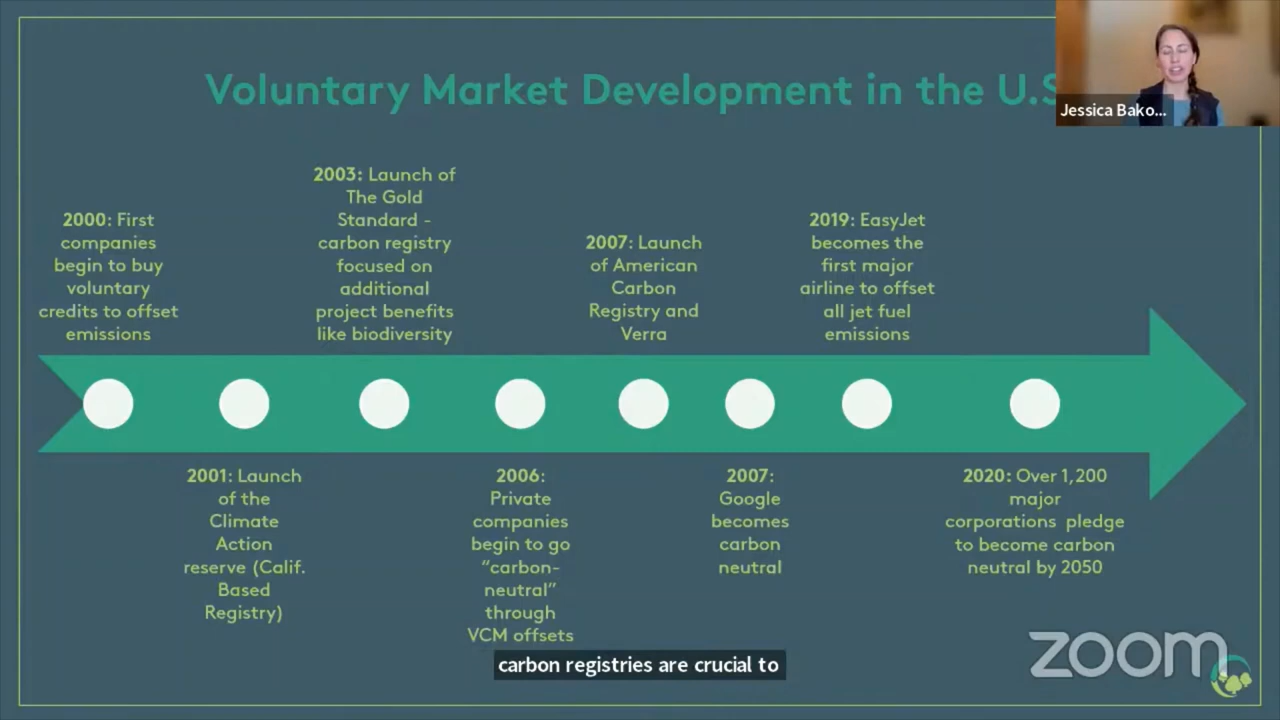 Voluntary Market Development in the U.S
Jessica Bako...
2000: First
companies
begin to buy
voluntary
credits to offset
emissions
2001: Launch
of the
Climate
Action
reserve (Calif.
Based
Registry)
2003: Launch of
The Gold
Standard -
carbon registry
focused on
additional
project benefits
like biodiversity
2006:
Private
companies
begin to go
“carbon-
neutral”
through
VCM offsets
2007: Launch
of American
Carbon
Registry and
Verra
2007:
Google
becomes
carbon
neutral
2019: EasyJet
becomes the
first major
airline to offset
all jet fuel
emissions
2020: Over 1,200
major
corporations pledge
to become carbon
neutral by 2050
carbon registries are crucial to
zoom